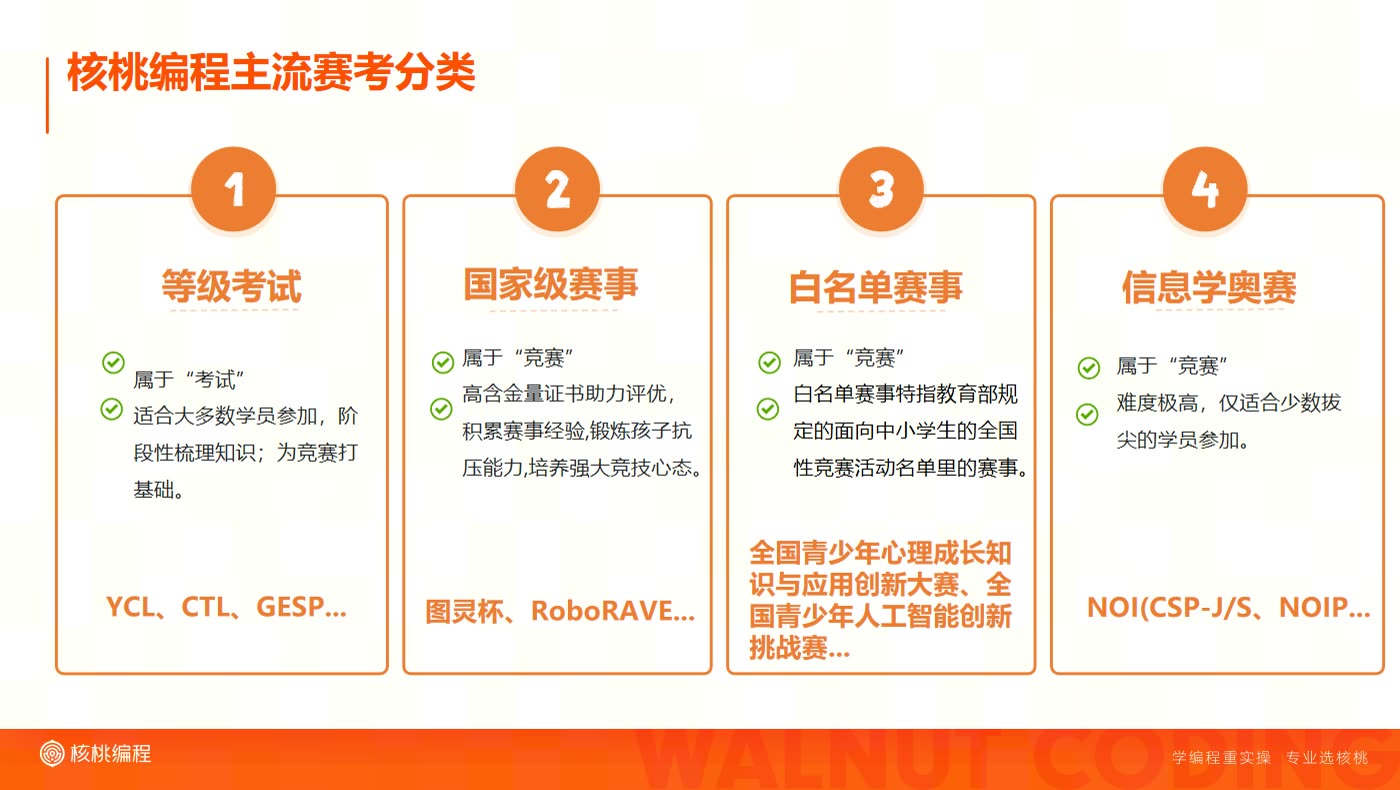 核桃编程主流赛考分类
1
等级考试
属于“考试”
适合大多数学员参加，阶
段性梳理知识；为竞赛打
基础。
YCL、CTL、GESP...
2
国家级赛事
属于“竞赛”
高含金量证书助力评优，
积累赛事经验,锻炼孩子抗
压能力,培养强大竞技心态。
图灵杯、RoboRAVE...
3
白名单赛事
属于“竞赛”
白名单赛事特指教育部规
定的面向中小学生的全国
性竞赛活动名单里的赛事。
全国青少年心理成长知
识与应用创新大赛、全
国青少年人工智能创新
挑战赛...
4
信息学奥赛
属于“竞赛”
难度极高，仅适合少数拔
尖的学员参加。
NOI(CSP-J/S、NOIP...
核桃编程
WALNUT CODING
学编程重实操 专业选核桃